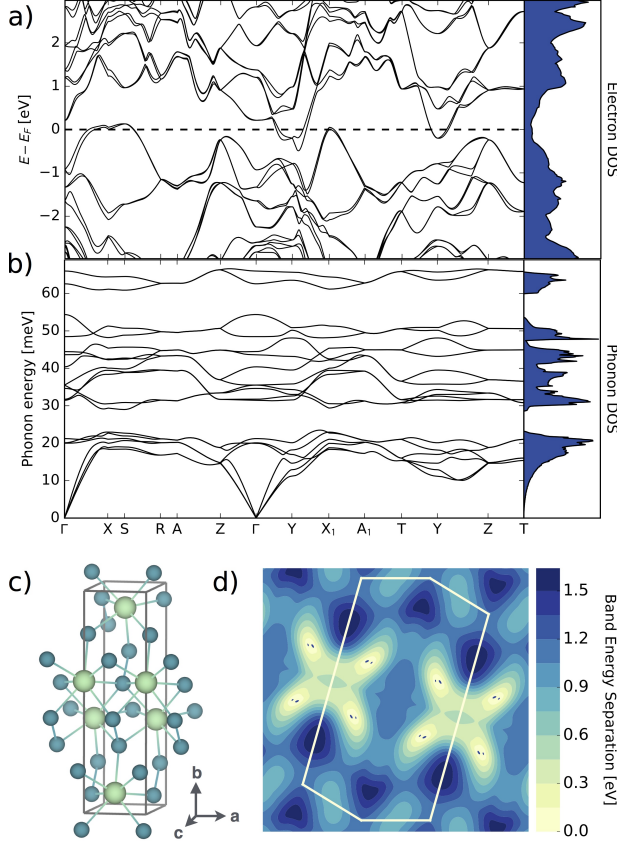 a)
2
1
0
−1
−2
E − E_F [eV]
Electron DOS
b)
60
50
40
30
20
10
0
Phonon energy [meV]
Phonon DOS
Γ X S R A Z Γ Y X₁ A₁ T Y Z T
c)
b
a
c
d)
1.5
1.2
0.9
0.6
0.3
0.0
Band Energy Separation [eV]